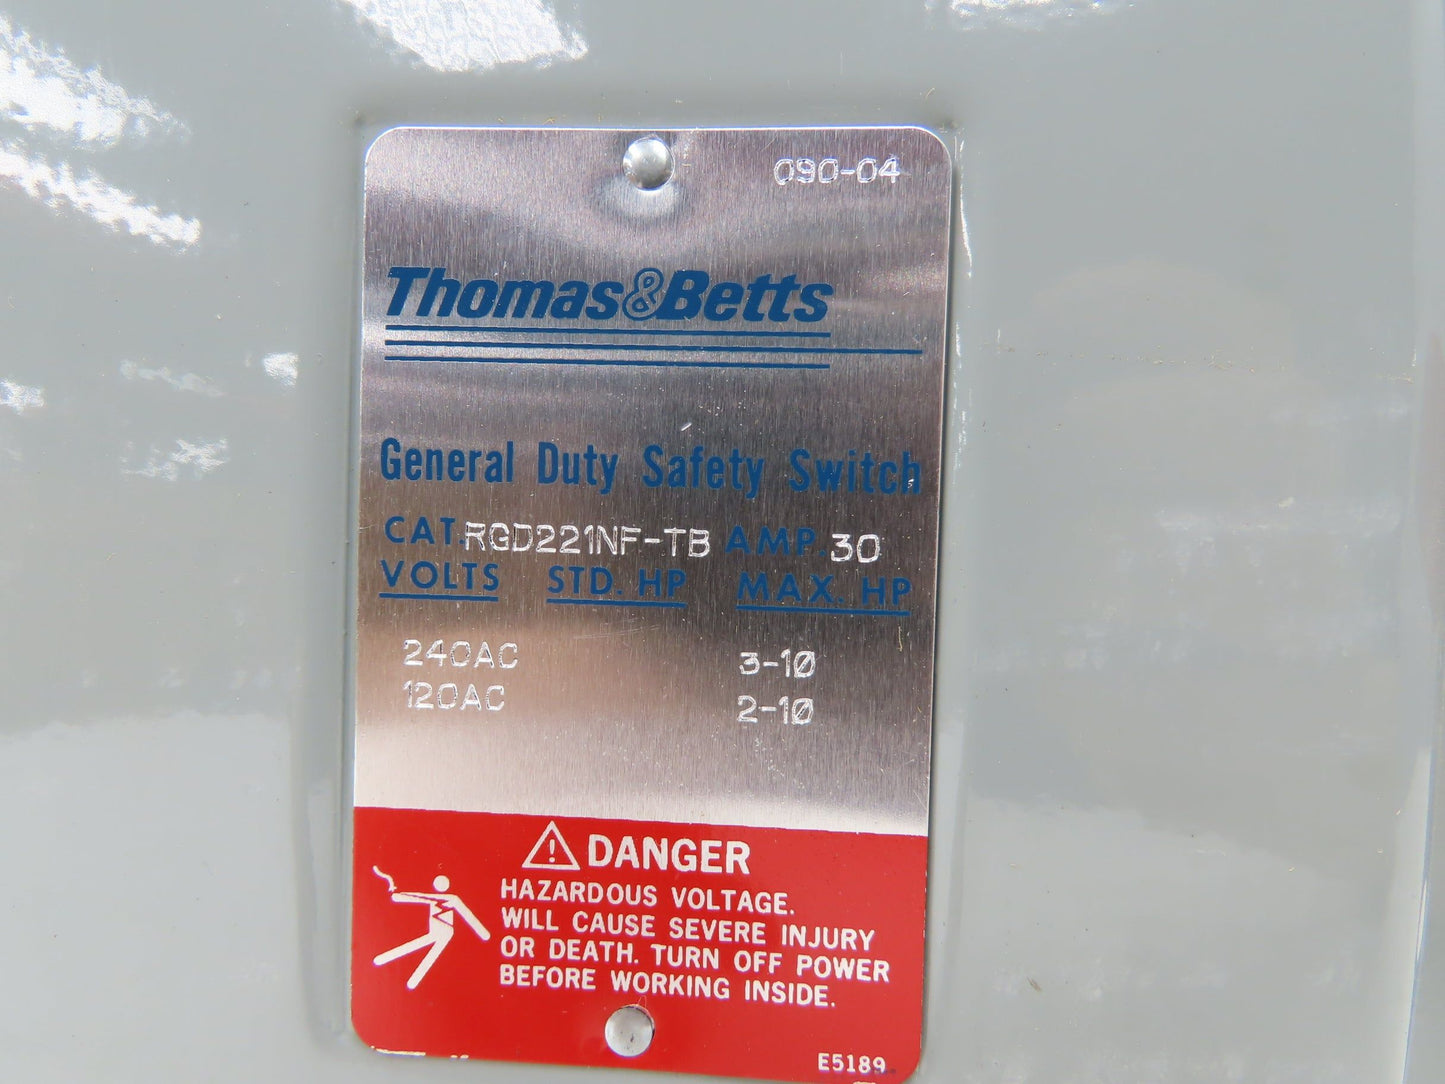 090-04
Thomas&Betts
General Duty Safety Switch
CAT. RGD221NF-TB AMP. 30
VOLTS STD. HP MAX. HP
240AC 3-1Ø
120AC 2-1Ø
⚠ DANGER
HAZARDOUS VOLTAGE.
WILL CAUSE SEVERE INJURY
OR DEATH. TURN OFF POWER
BEFORE WORKING INSIDE.
E5189